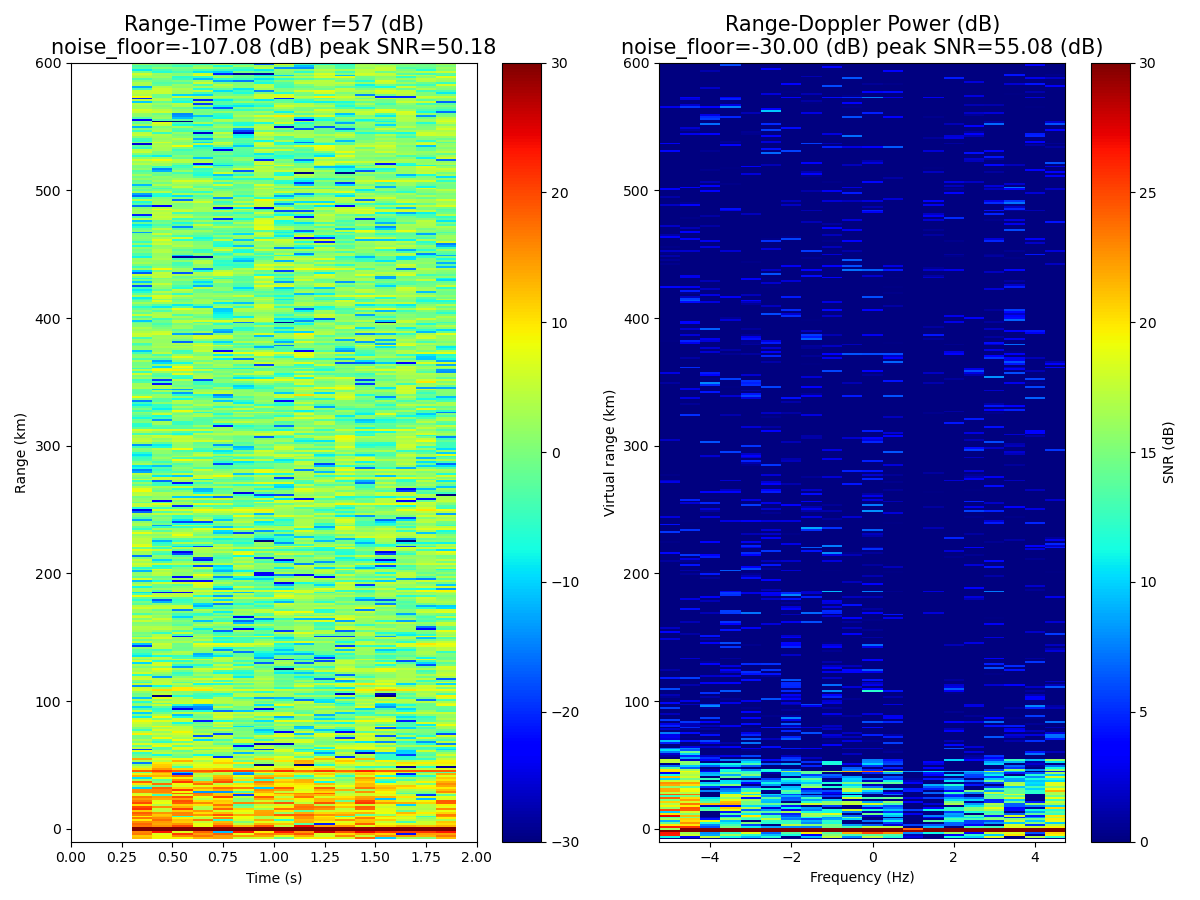 Range-Time Power f=57 (dB)
noise_floor=-107.08 (dB) peak SNR=50.18
600
500
400
300
200
100
0
Range (km)
0.00 0.25 0.50 0.75 1.00 1.25 1.50 1.75 2.00
Time (s)
30
20
10
0
−10
−20
−30
Range-Doppler Power (dB)
noise_floor=-30.00 (dB) peak SNR=55.08 (dB)
600
500
400
300
200
100
0
Virtual range (km)
−4 −2 0 2 4
Frequency (Hz)
30
25
20
15
10
5
0
SNR (dB)